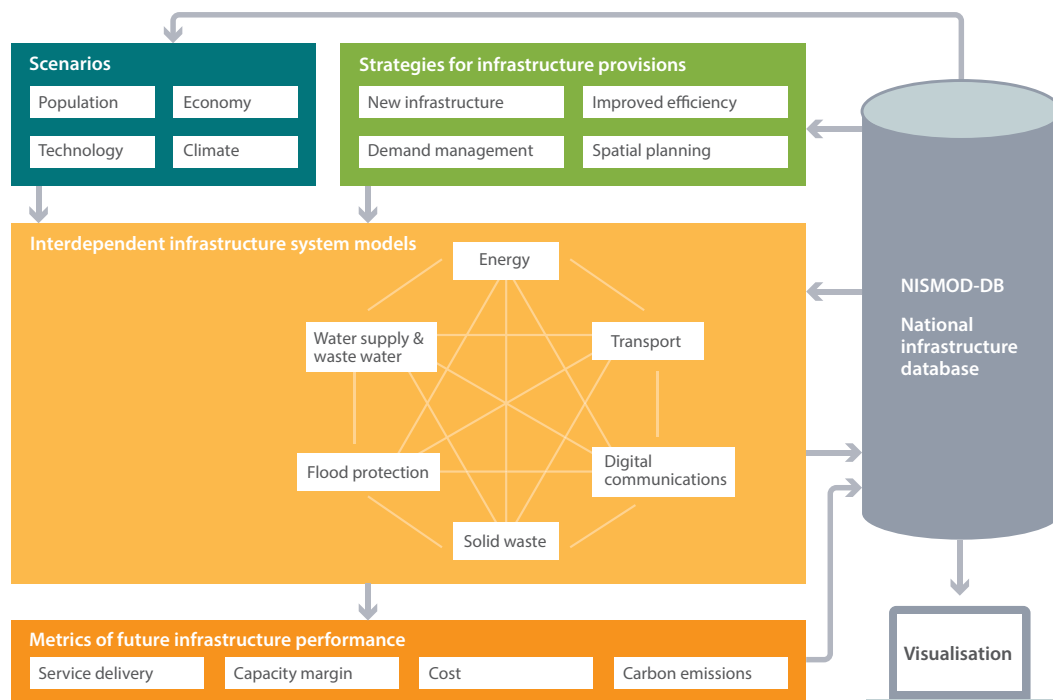 Scenarios
Population
Economy
Technology
Climate
Strategies for infrastructure provisions
New infrastructure
Improved efficiency
Demand management
Spatial planning
Interdependent infrastructure system models
Energy
Water supply &
waste water
Transport
Flood protection
Digital
communications
Solid waste
NISMOD-DB
National
infrastructure
database
Metrics of future infrastructure performance
Service delivery
Capacity margin
Cost
Carbon emissions
Visualisation